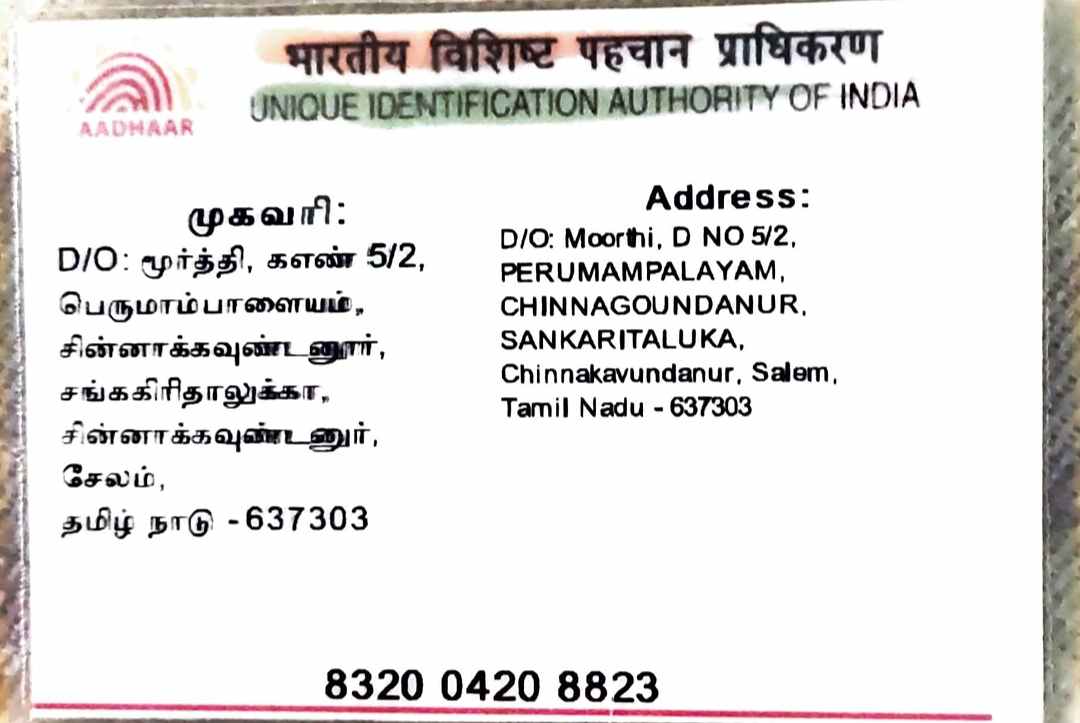 भारतीय विशिष्ट पहचान प्राधिकरण
UNIQUE IDENTIFICATION AUTHORITY OF INDIA
AADHAAR
முகவரி:
D/O: மூர்த்தி, கஎண் 5/2,
பெருமாம்பாளையம்,
சின்னாக்கவுண்டனூர்,
சங்ககிரிதாலுக்கா,
சின்னாக்கவுண்டனுர்,
சேலம்,
தமிழ் நாடு - 637303
Address:
D/O: Moorthi, D NO 5/2,
PERUMAMPALAYAM,
CHINNAGOUNDANUR,
SANKARITALUKA,
Chinnakavundanur, Salem,
Tamil Nadu - 637303
8320 0420 8823